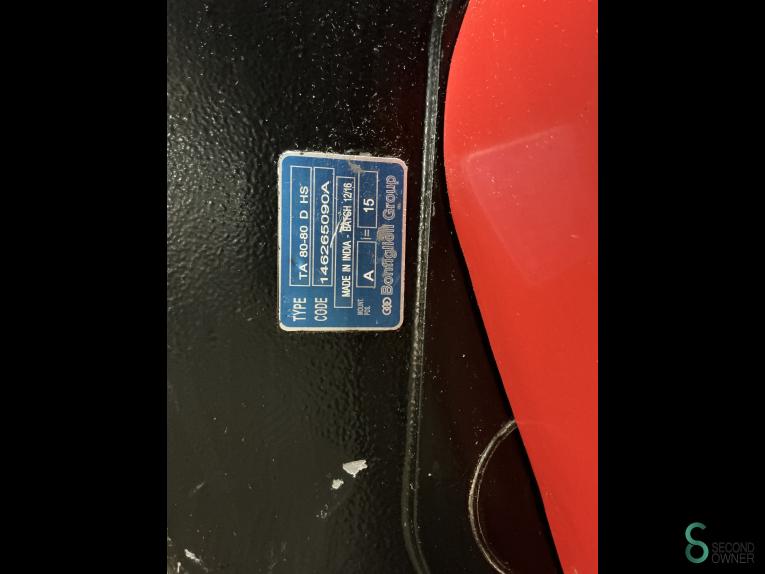 TYPE TA 80-80 D HS
CODE 146265090A
MADE IN INDIA - BATCH 12/16
MOUNT. POS. A i= 15
Bonfiglioli Group
SECOND
OWNER